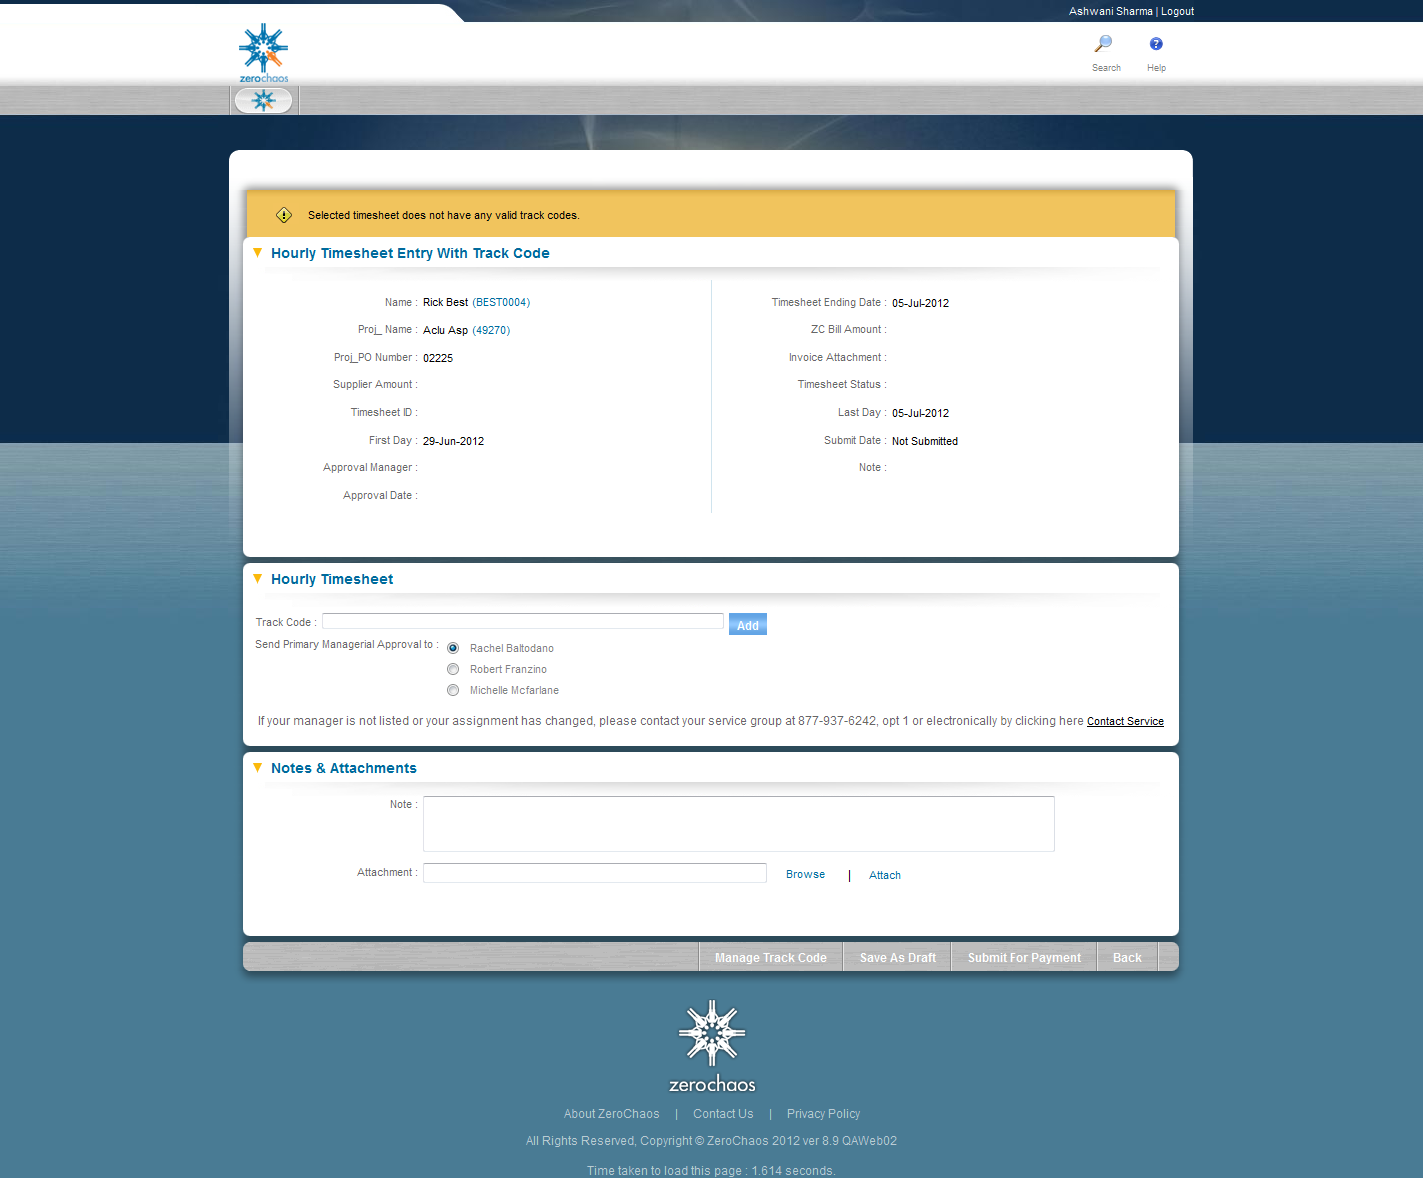 Ashwani Sharma | Logout
zerochaos
Search
Help
Selected timesheet does not have any valid track codes.
Hourly Timesheet Entry With Track Code
Name : Rick Best (BEST0004)
Timesheet Ending Date : 05-Jul-2012
Proj_ Name : Aclu Asp (49270)
ZC Bill Amount :
Proj_PO Number : 02225
Invoice Attachment :
Supplier Amount :
Timesheet Status :
Timesheet ID :
Last Day : 05-Jul-2012
First Day : 29-Jun-2012
Submit Date : Not Submitted
Approval Manager :
Note :
Approval Date :
Hourly Timesheet
Track Code : Add
Send Primary Managerial Approval to : Rachel Baltodano
Robert Franzino
Michelle Mcfarlane
If your manager is not listed or your assignment has changed, please contact your service group at 877-937-6242, opt 1 or electronically by clicking here Contact Service
Notes & Attachments
Note :
Attachment : Browse | Attach
Manage Track Code Save As Draft Submit For Payment Back
zerochaos
About ZeroChaos | Contact Us | Privacy Policy
All Rights Reserved, Copyright © ZeroChaos 2012 ver 8.9 QAWeb02
Time taken to load this page : 1.614 seconds.